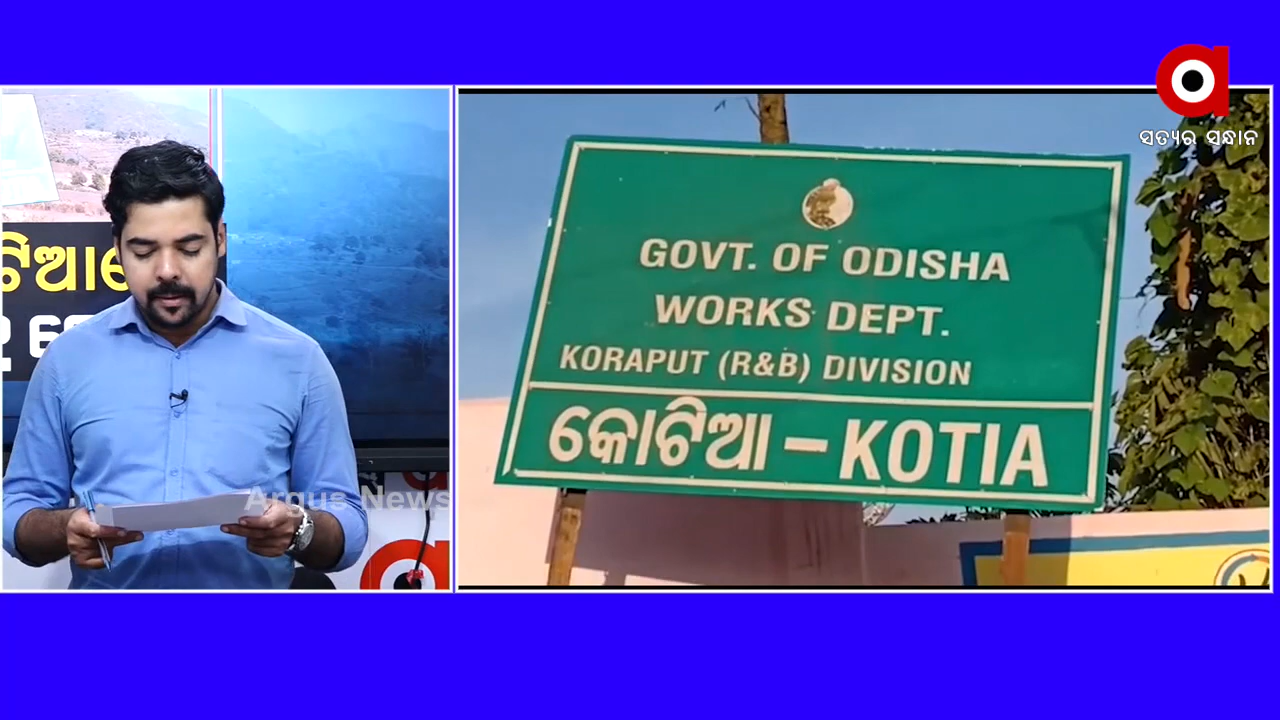 ସତ୍ୟର ସନ୍ଧାନ
GOVT. OF ODISHA
WORKS DEPT.
KORAPUT (R&B) DIVISION
କୋଟିଆ – KOTIA
Argus News